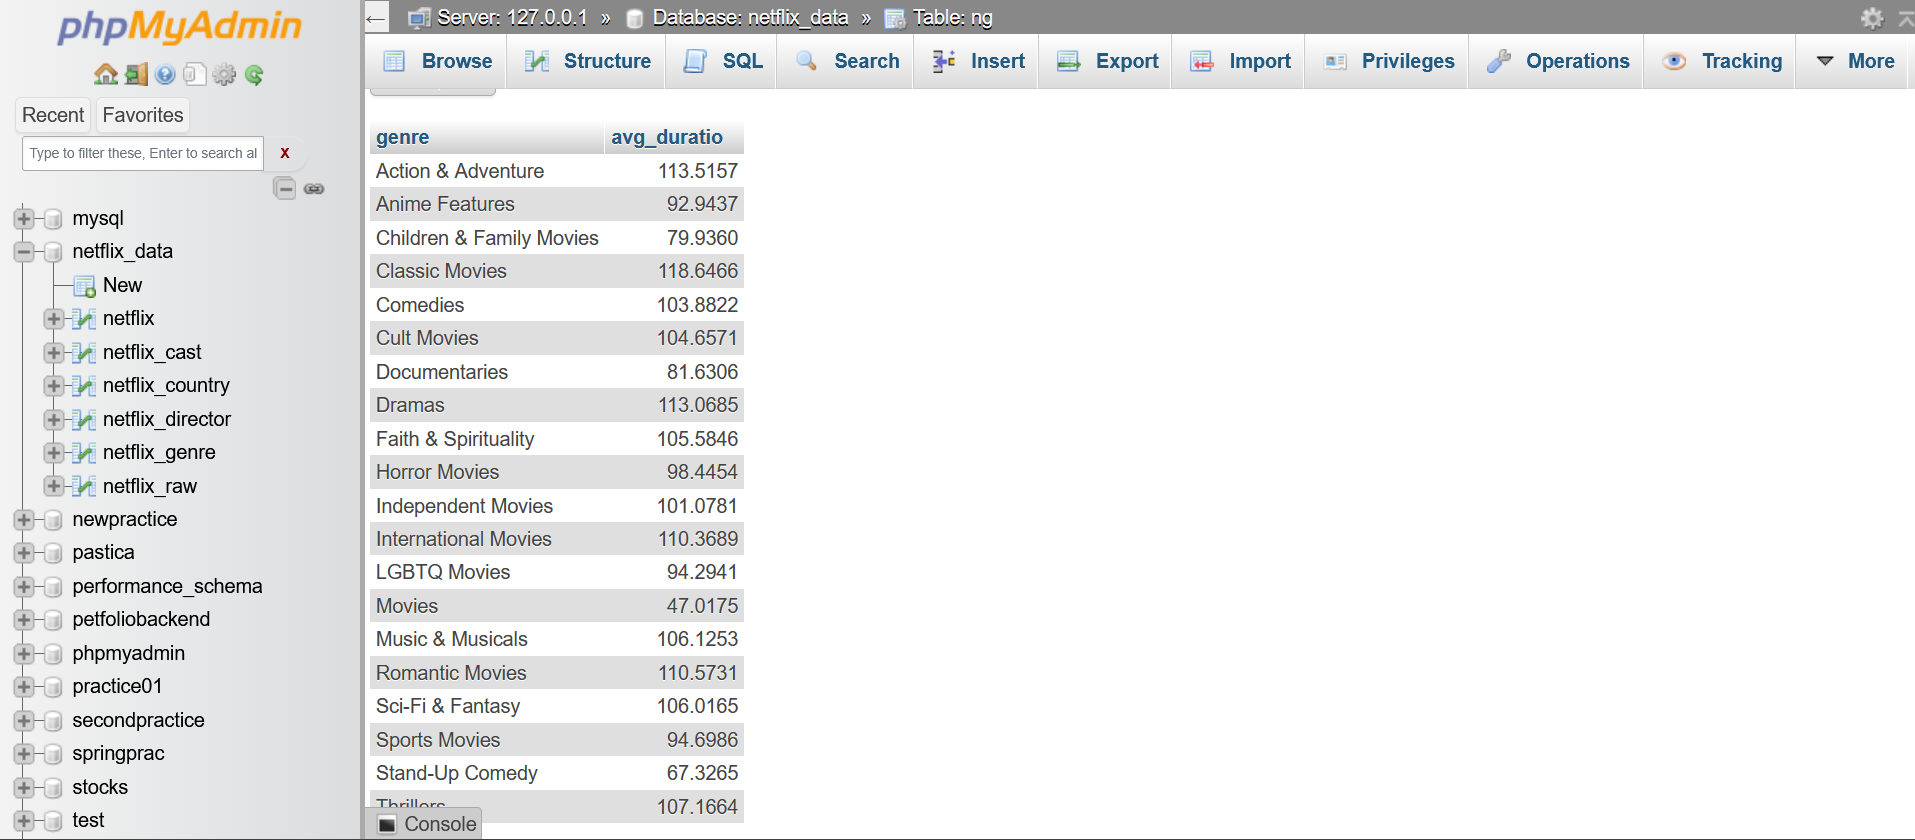 phpMyAdmin
Recent Favorites
Type to filter these, Enter to search al X
mysql
netflix_data
New
netflix
netflix_cast
netflix_country
netflix_director
netflix_genre
netflix_raw
newpractice
pastica
performance_schema
petfoliobackend
phpmyadmin
practice01
secondpractice
springprac
stocks
test
← Server: 127.0.0.1 » Database: netflix_data » Table: ng
Browse Structure SQL Search Insert Export Import Privileges Operations Tracking More
genre avg_duratio
Action & Adventure 113.5157
Anime Features 92.9437
Children & Family Movies 79.9360
Classic Movies 118.6466
Comedies 103.8822
Cult Movies 104.6571
Documentaries 81.6306
Dramas 113.0685
Faith & Spirituality 105.5846
Horror Movies 98.4454
Independent Movies 101.0781
International Movies 110.3689
LGBTQ Movies 94.2941
Movies 47.0175
Music & Musicals 106.1253
Romantic Movies 110.5731
Sci-Fi & Fantasy 106.0165
Sports Movies 94.6986
Stand-Up Comedy 67.3265
Thrillers 107.1664
Console